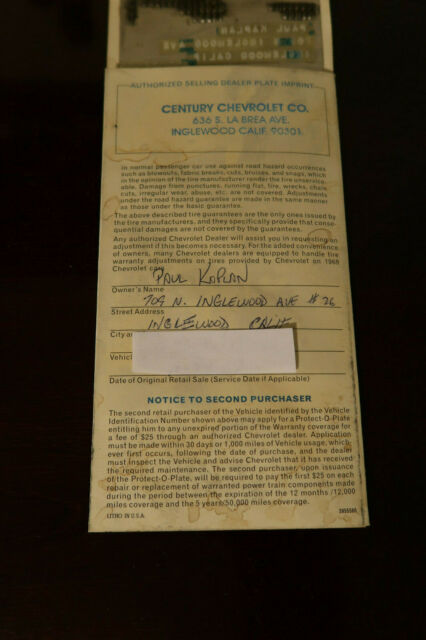 PAUL KAPLAN
INGLEWOOD AVE
INGLEWOOD CALIF
AUTHORIZED SELLING DEALER PLATE IMPRINT
CENTURY CHEVROLET CO.
636 S. LA BREA AVE.
INGLEWOOD CALIF. 90301
In normal passenger car use against road hazard occurrences
such as blowouts, fabric breaks, cuts, bruises, and snags, which
in the opinion of the tire manufacturer render the tire unservice-
able. Damage from punctures, running flat, fire, wrecks, chain
cuts, irregular wear, abuse, etc. are not covered. Adjustments
under the road hazard guarantee are made in the same manner
as those under the basic guarantee.
The above described tire guarantees are the only ones issued by
the tire manufacturers, and they specifically provide that conse-
quential damages are not covered by the guarantees.
Any authorized Chevrolet Dealer will assist you in requesting an
adjustment if this becomes necessary. For the added convenience
of owners, many Chevrolet dealers are equipped to handle tire
warranty adjustments on tires provided by Chevrolet on 1969
Chevrolet cars.
PAUL KAPLAN
Owner's Name
704 N. INGLEWOOD AVE # 26
Street Address
INGLEWOOD CALIF
City
Vehicl
Date of Original Retail Sale (Service Date if Applicable)
NOTICE TO SECOND PURCHASER
The second retail purchaser of the Vehicle identified by the Vehicle
Identification Number shown above may apply for a Protect-O-Plate
entitling him to any unexpired portion of the Warranty coverage for
a fee of $25 through an authorized Chevrolet dealer. Application
must be made within 30 days or 1,000 miles of Vehicle usage, which-
ever first occurs, following the date of purchase, and the dealer
must inspect the Vehicle and advise Chevrolet that it has received
the required maintenance. The second purchaser, upon issuance
of the Protect-O-Plate, will be required to pay the first $25 on each
repair or replacement of warranted power train components made
during the period between the expiration of the 12 months/12,000
miles coverage and the 5 years/50,000 miles coverage.
LITHO IN U.S.A.